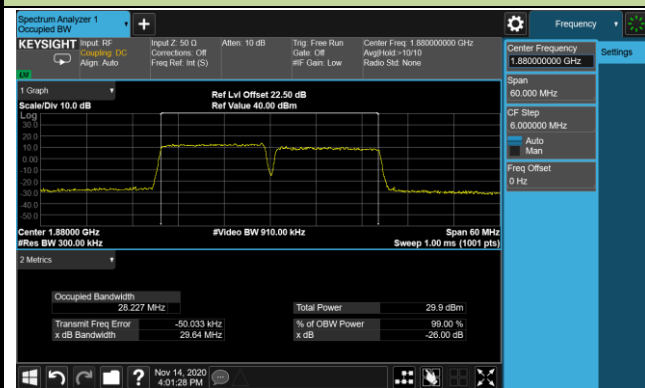 Spectrum Analyzer 1
Occupied BW
Frequency
KEYSIGHT
Input: RF
Coupling: DC
Align: Auto
Input Z: 50 Ω
Corrections: Off
Freq Ref: Int (S)
Atten: 10 dB
Trig: Free Run
Gate: Off
#IF Gain: Low
Center Freq: 1.880000000 GHz
Avg|Hold:>10/10
Radio Std: None
Center Frequency
1.880000000 GHz
Settings
Span
60.000 MHz
CF Step
6.000000 MHz
Auto
Man
Freq Offset
0 Hz
1 Graph
Scale/Div 10.0 dB
Ref Lvl Offset 22.50 dB
Ref Value 40.00 dBm
Log
30.0
20.0
10.0
0.00
-10.0
-20.0
-30.0
-40.0
-50.0
Center 1.88000 GHz
#Video BW 910.00 kHz
Span 60 MHz
#Res BW 300.00 kHz
Sweep 1.00 ms (1001 pts)
2 Metrics
Occupied Bandwidth
28.227 MHz
Total Power
29.9 dBm
Transmit Freq Error
-50.033 kHz
% of OBW Power
99.00 %
x dB Bandwidth
29.64 MHz
x dB
-26.00 dB
Nov 14, 2020
4:01:28 PM